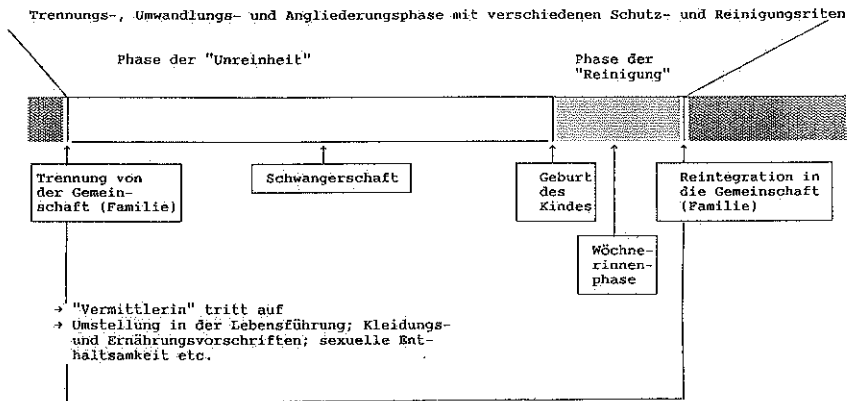 Trennungs-, Umwandlungs- und Angliederungsphase mit verschiedenen Schutz- und Reinigungsriten
Phase der "Unreinheit"
Phase der
"Reinigung"
Trennung von
der Gemein-
schaft (Familie)
Schwangerschaft
Geburt
des
Kindes
Reintegration in
die Gemeinschaft
(Familie)
Wöchne-
rinnen-
phase
→ "Vermittlerin" tritt auf
→ Umstellung in der Lebensführung; Kleidungs-
und Ernährungsvorschriften; sexuelle Ent-
haltsamkeit etc.